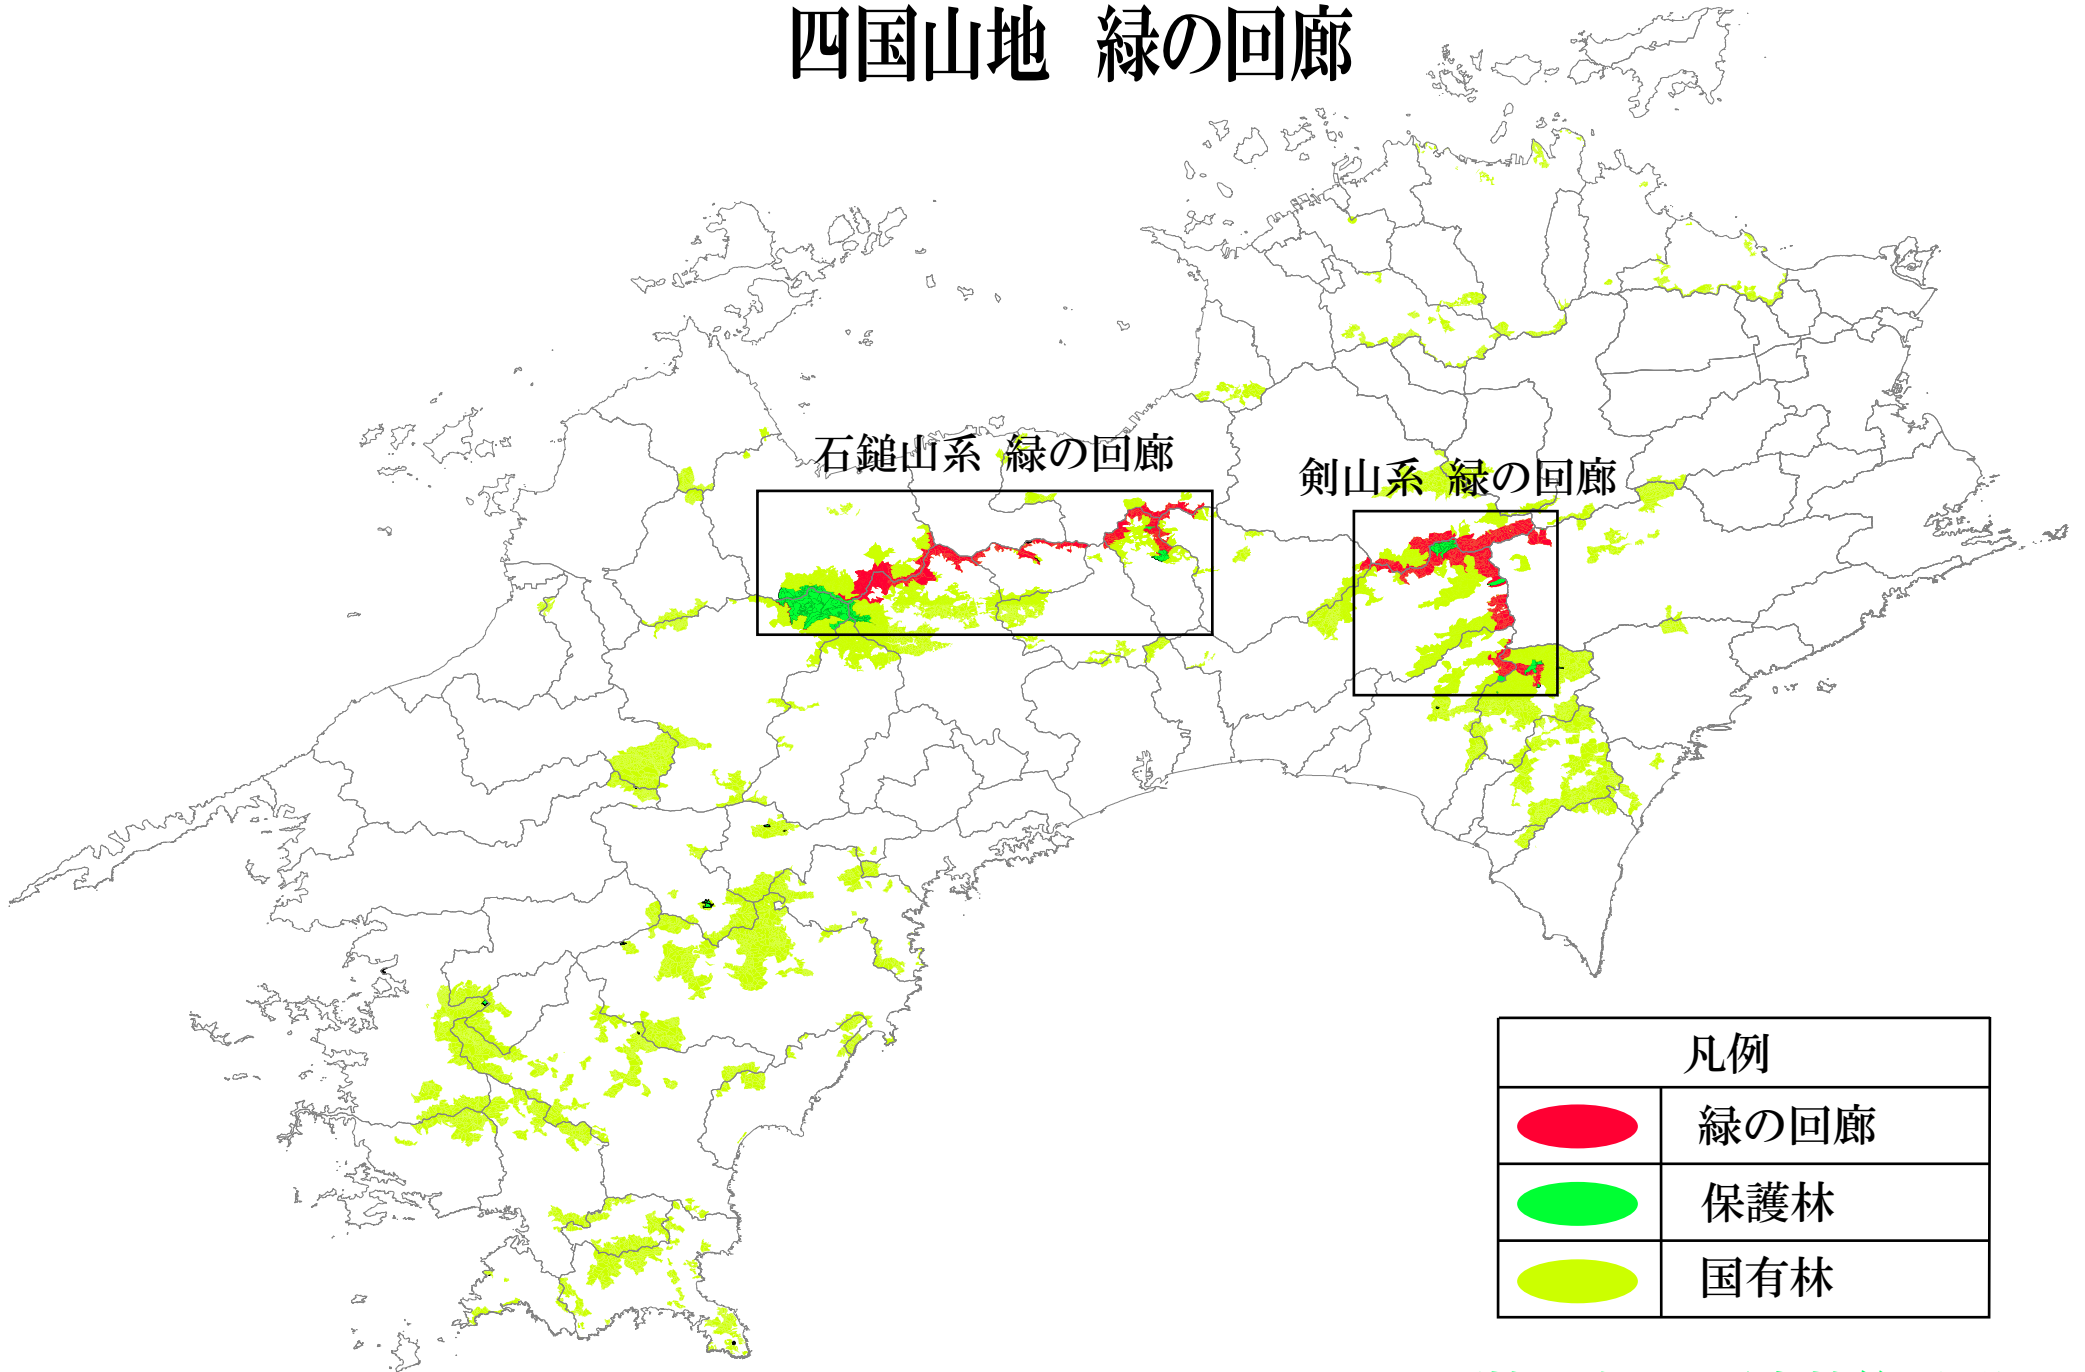 四国山地 緑の回廊
石鎚山系 緑の回廊
剣山系 緑の回廊
凡例
緑の回廊
保護林
国有林